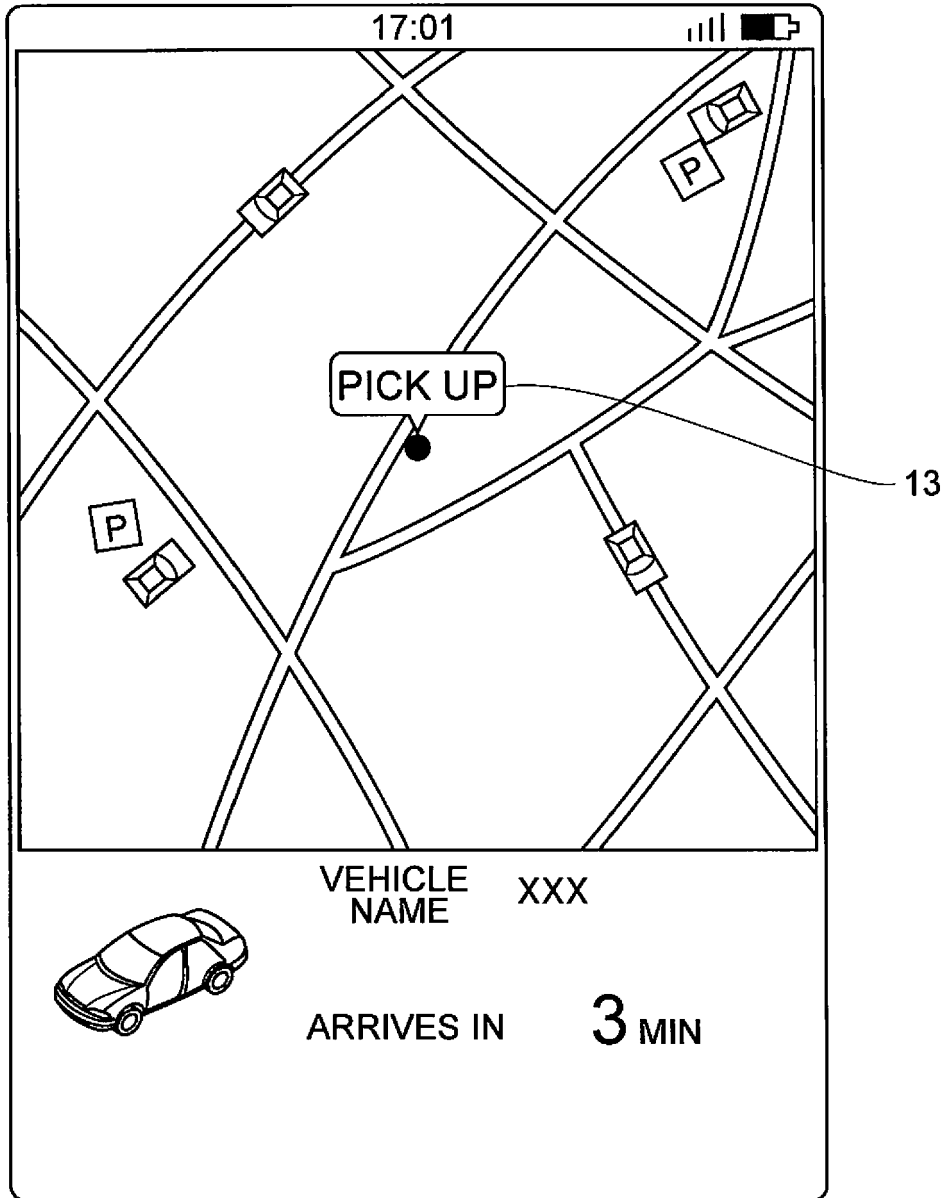 17:01
P
PICK UP
13
P
VEHICLE
NAME
XXX
ARRIVES IN 3 MIN